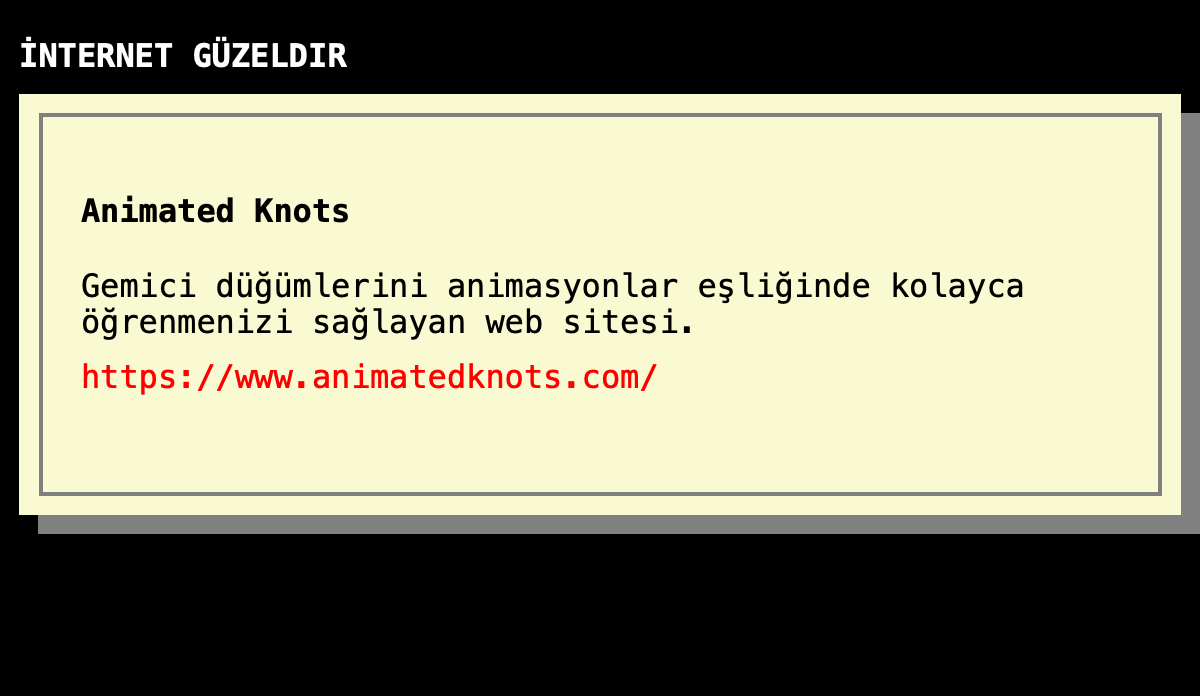 İNTERNET GÜZELDIR
Animated Knots
Gemici düğümlerini animasyonlar eşliğinde kolayca
öğrenmenizi sağlayan web sitesi.
https://www.animatedknots.com/